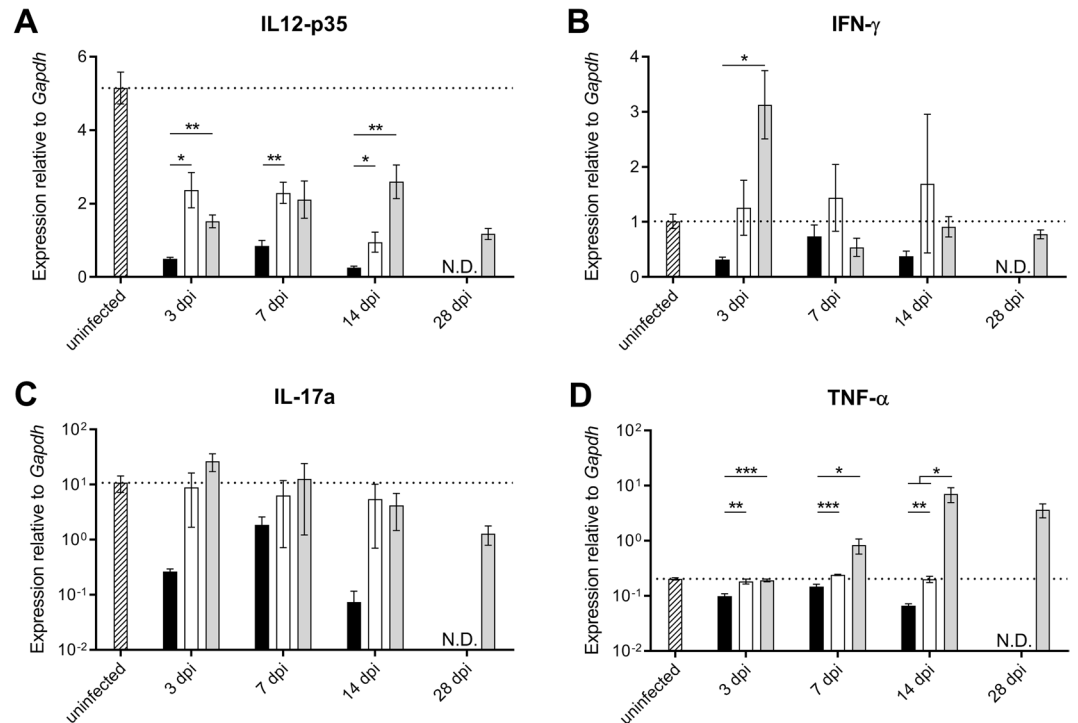 A
IL12-p35
Expression relative to Gapdh
6
4
2
0
** 
*
**
**
*
N.D.
uninfected
3 dpi
7 dpi
14 dpi
28 dpi
B
IFN-γ
Expression relative to Gapdh
4
3
2
1
0
*
N.D.
uninfected
3 dpi
7 dpi
14 dpi
28 dpi
C
IL-17a
Expression relative to Gapdh
10²
10¹
10⁰
10⁻¹
10⁻²
N.D.
uninfected
3 dpi
7 dpi
14 dpi
28 dpi
D
TNF-α
Expression relative to Gapdh
10²
10¹
10⁰
10⁻¹
10⁻²
***
**
*
***
*
**
N.D.
uninfected
3 dpi
7 dpi
14 dpi
28 dpi